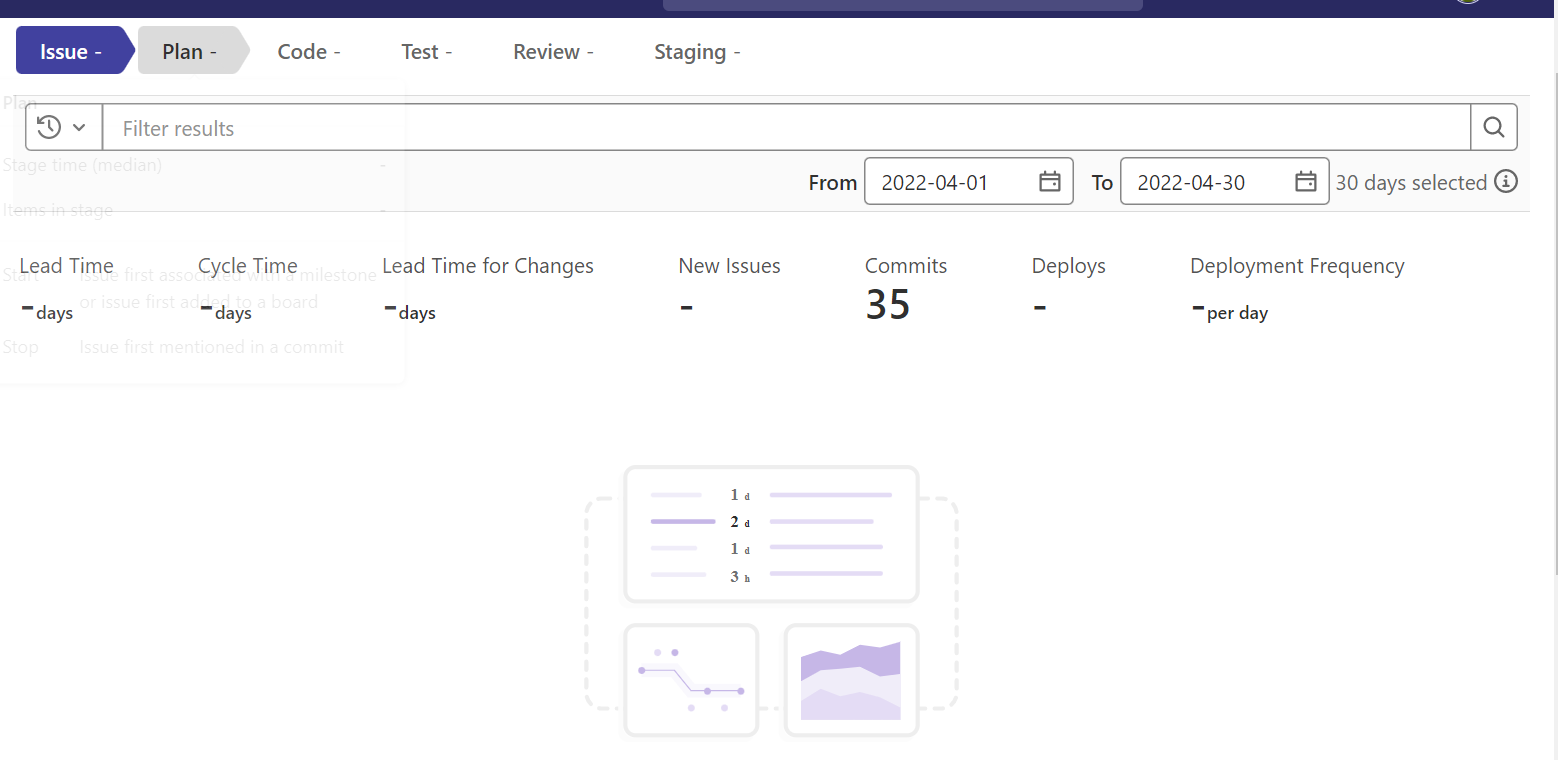 Issue - Plan - Code - Test - Review - Staging -
Plan
Filter results
Stage time (median) -
From 2022-04-01 To 2022-04-30 30 days selected
Items in stage -
Lead Time Cycle Time Lead Time for Changes New Issues Commits Deploys Deployment Frequency
Start Issue first associated with a milestone
or issue first added to a board
-days -days -days - 35 - -per day
Stop Issue first mentioned in a commit
1 d
2 d
1 d
3 h